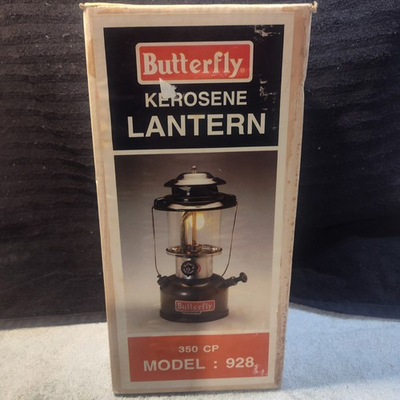 Butterfly
KEROSENE
LANTERN
Butterfly
350 CP
MODEL : 928